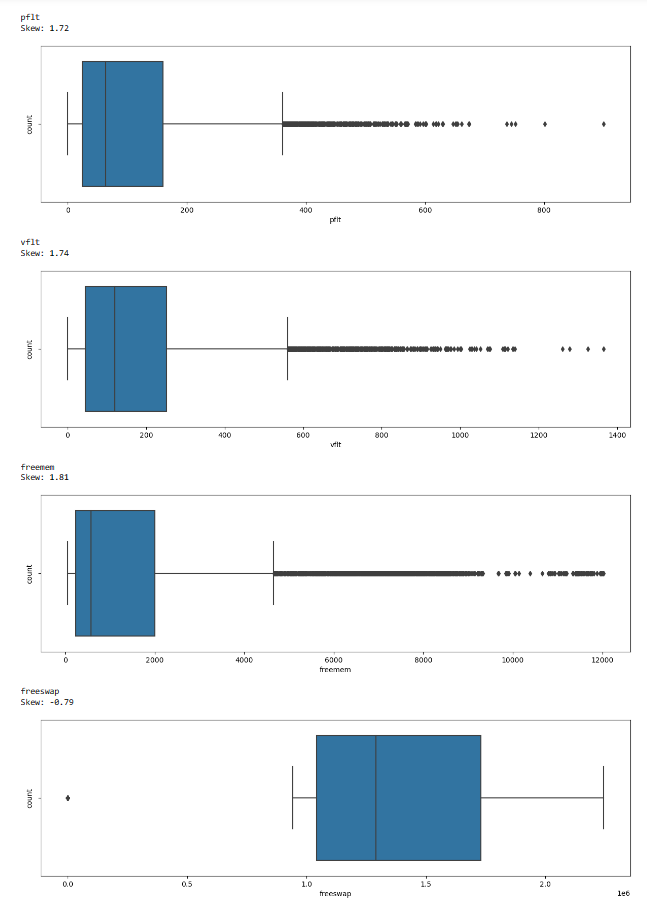 pflt
Skew: 1.72
count
0 200 400 600 800
pflt
vflt
Skew: 1.74
count
0 200 400 600 800 1000 1200 1400
vflt
freemem
Skew: 1.81
count
0 2000 4000 6000 8000 10000 12000
freemem
freeswap
Skew: -0.79
count
0.0 0.5 1.0 1.5 2.0
1e6
freeswap